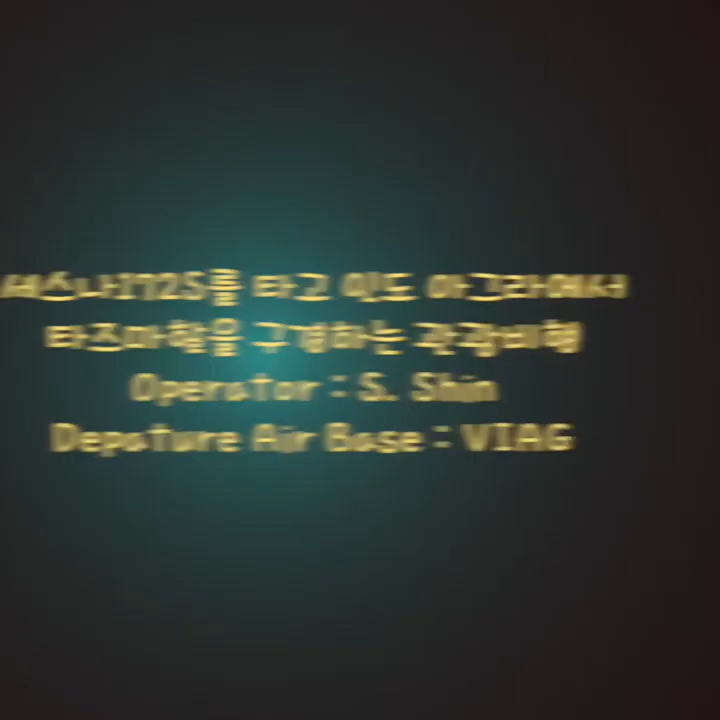 세스나172S를 타고 인도 아그라에서
타즈마할을 구경하는 관광비행
Operator : S. Shin
Depature Air Base : VIAG